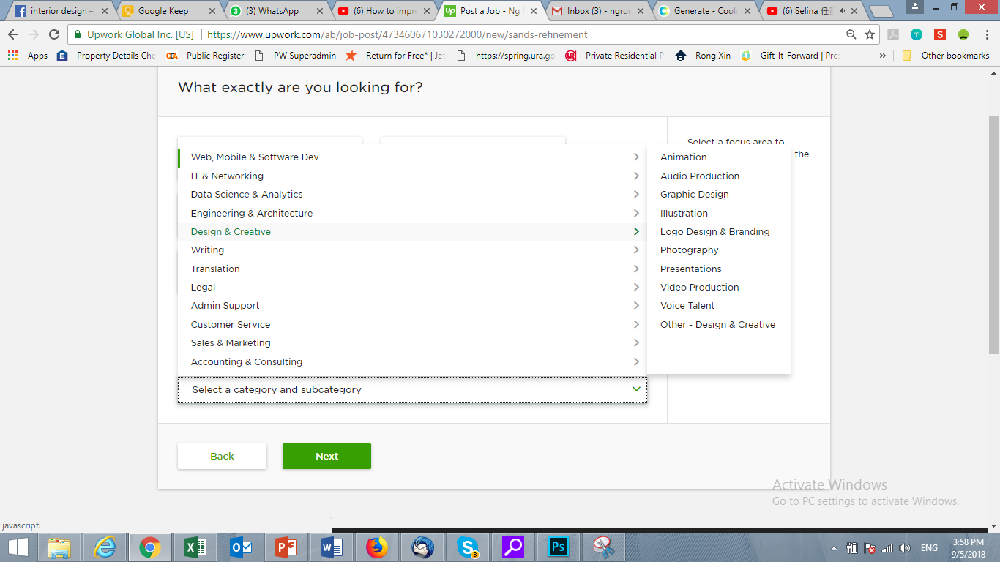 interior design –
Google Keep
(3) WhatsApp
(6) How to impro
Up Post a Job - Ng
Inbox (3) - ngron
Generate - Cool
(6) Selina 任
Upwork Global Inc. [US]
https://www.upwork.com/ab/job-post/473460671030272000/new/sands-refinement
Apps
Property Details Che
CEA Public Register
PW Superadmin
Return for Free* | Jet
https://spring.ura.go
Private Residential P
Rong Xin
Gift-It-Forward | Pre
»
Other bookmarks
What exactly are you looking for?
Select a focus area to
the
Web, Mobile & Software Dev
IT & Networking
Data Science & Analytics
Engineering & Architecture
Design & Creative
Writing
Translation
Legal
Admin Support
Customer Service
Sales & Marketing
Accounting & Consulting
Animation
Audio Production
Graphic Design
Illustration
Logo Design & Branding
Photography
Presentations
Video Production
Voice Talent
Other - Design & Creative
Select a category and subcategory
Back
Next
Activate Windows
Go to PC settings to activate Windows.
javascript:
ENG
3:58 PM
9/5/2018